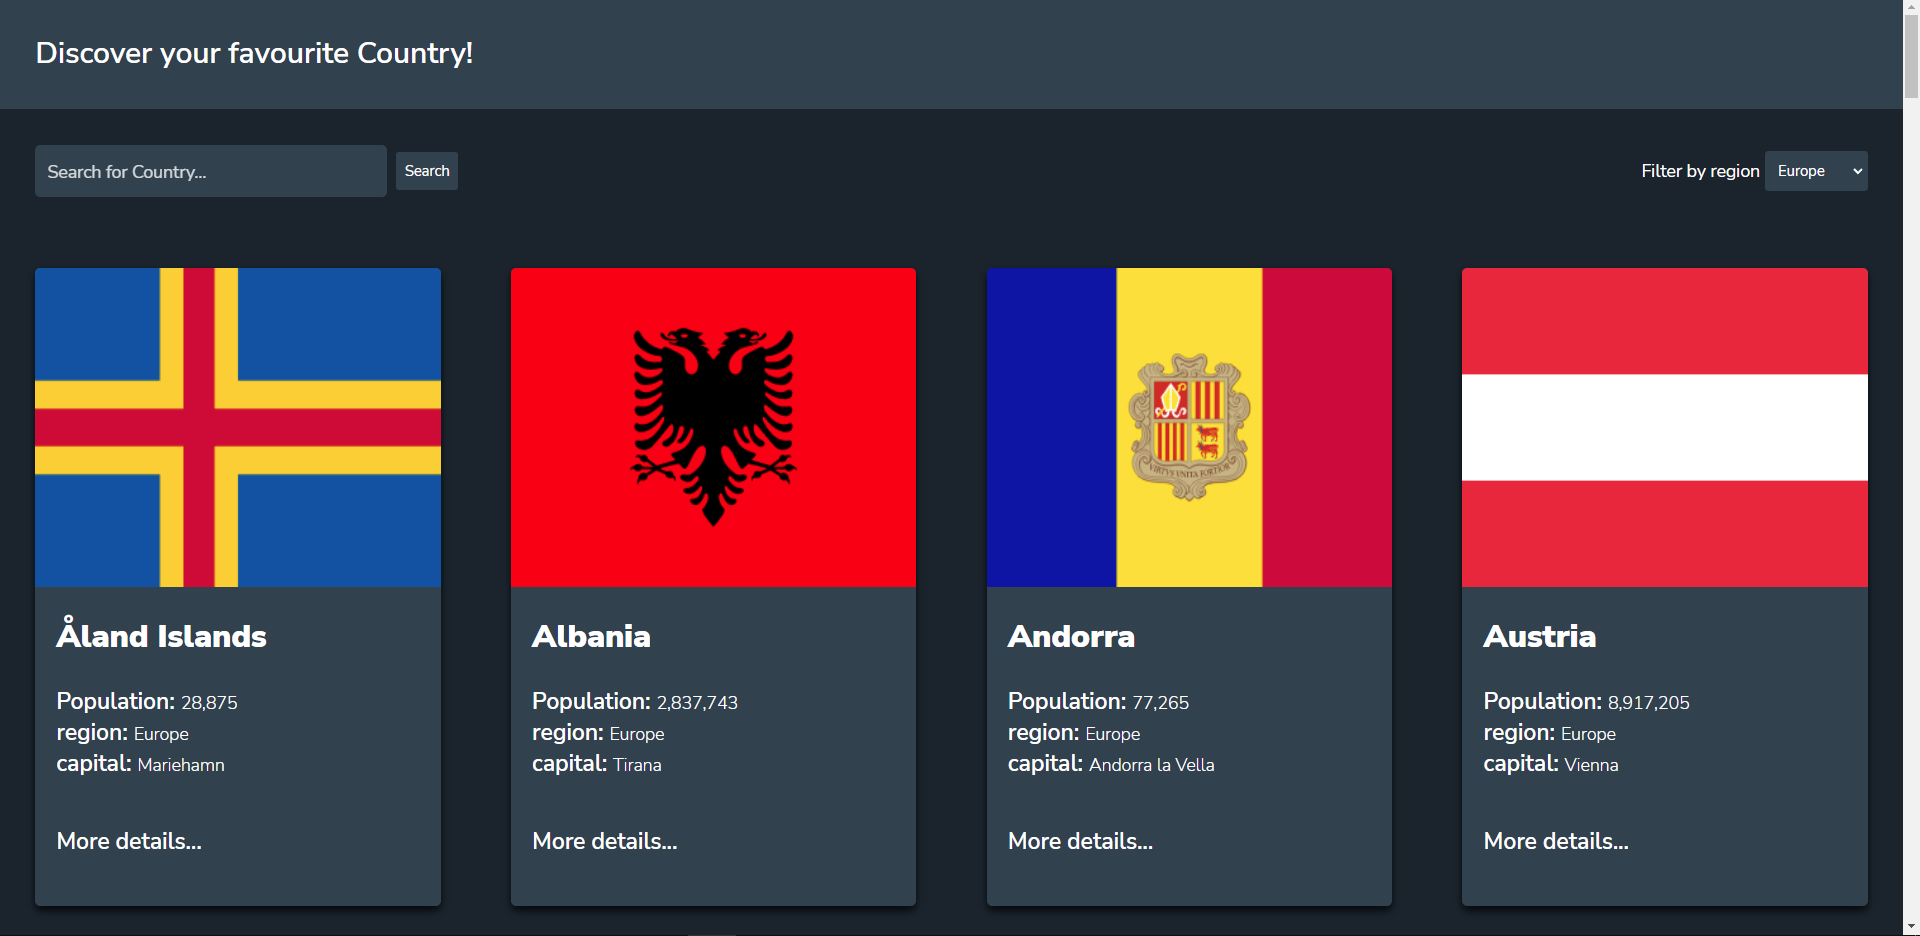 Discover your favourite Country!
Search for Country...
Search
Filter by region
Europe
VIRTVS VNITA FORTIOR
Åland Islands
Population: 28,875
region: Europe
capital: Mariehamn
More details...
Albania
Population: 2,837,743
region: Europe
capital: Tirana
More details...
Andorra
Population: 77,265
region: Europe
capital: Andorra la Vella
More details...
Austria
Population: 8,917,205
region: Europe
capital: Vienna
More details...